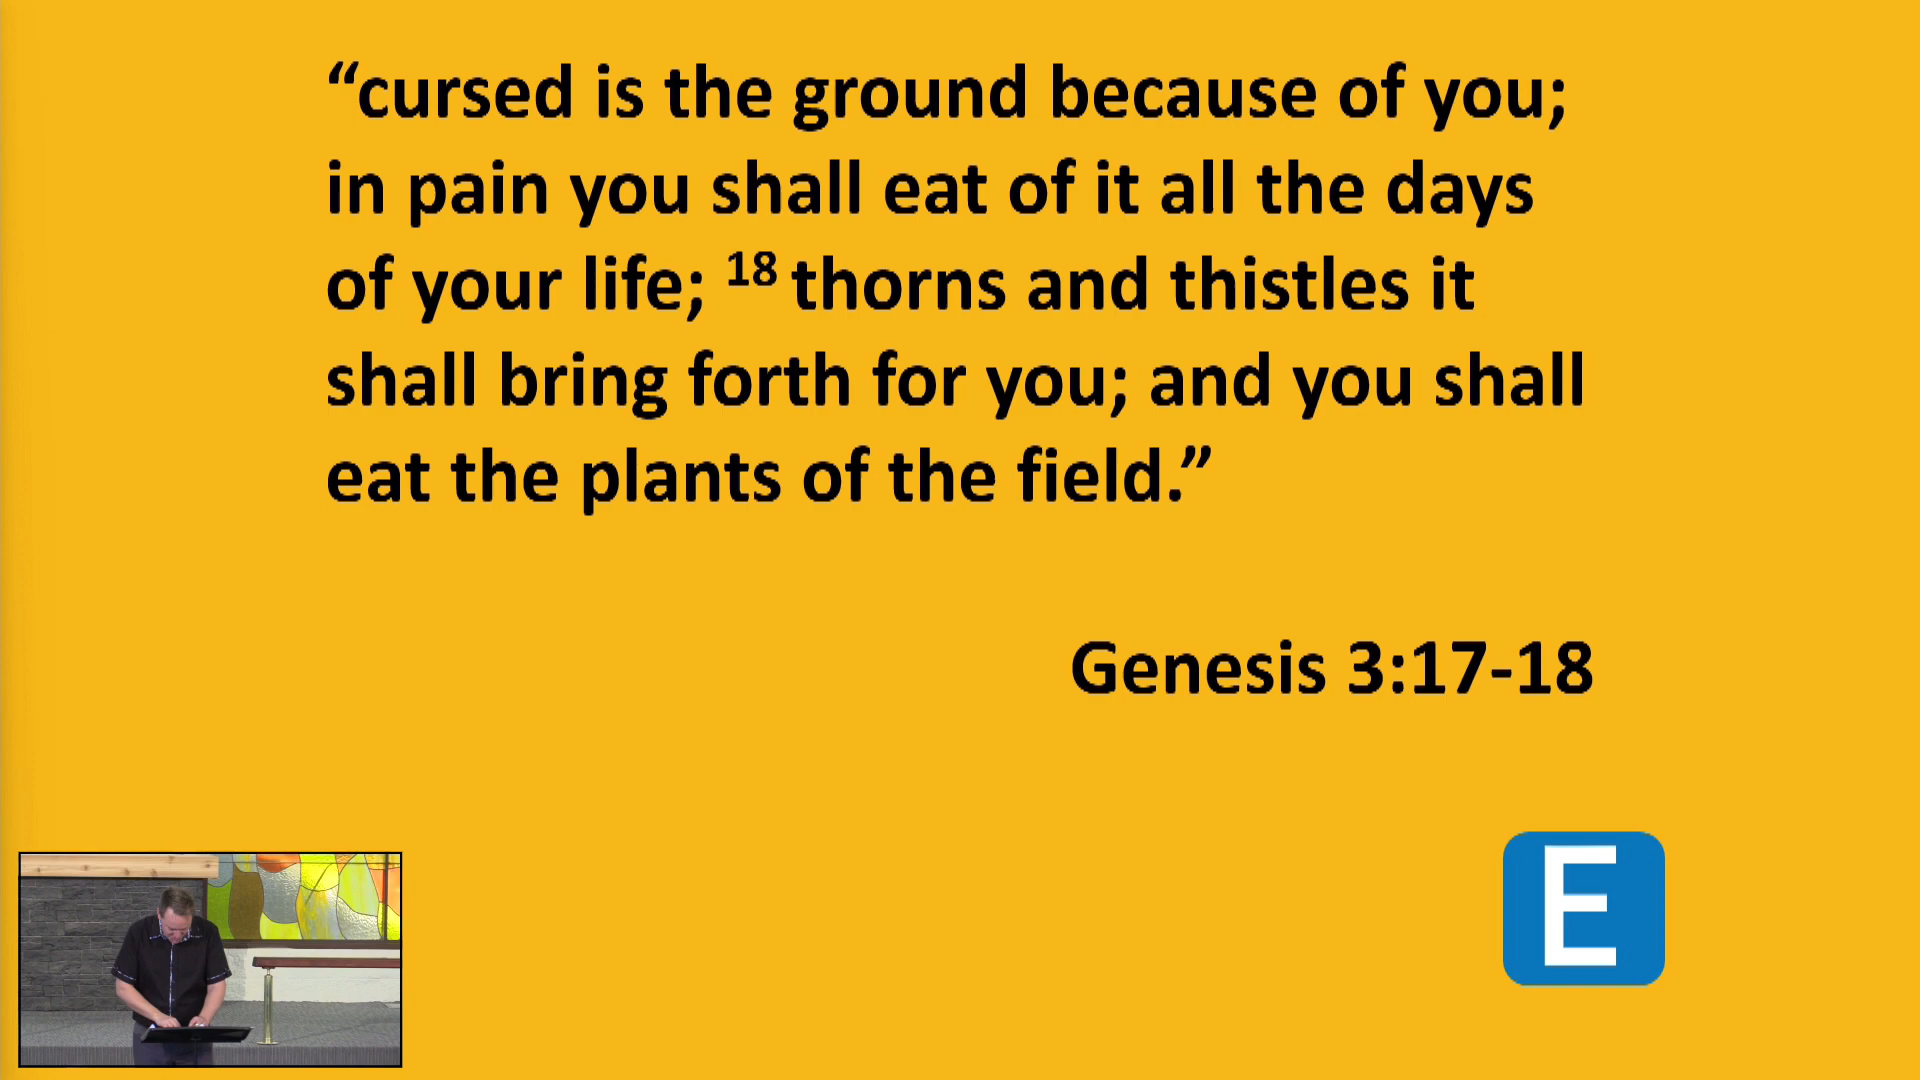 “cursed is the ground because of you;
in pain you shall eat of it all the days
of your life; 18 thorns and thistles it
shall bring forth for you; and you shall
eat the plants of the field.”
Genesis 3:17-18
E